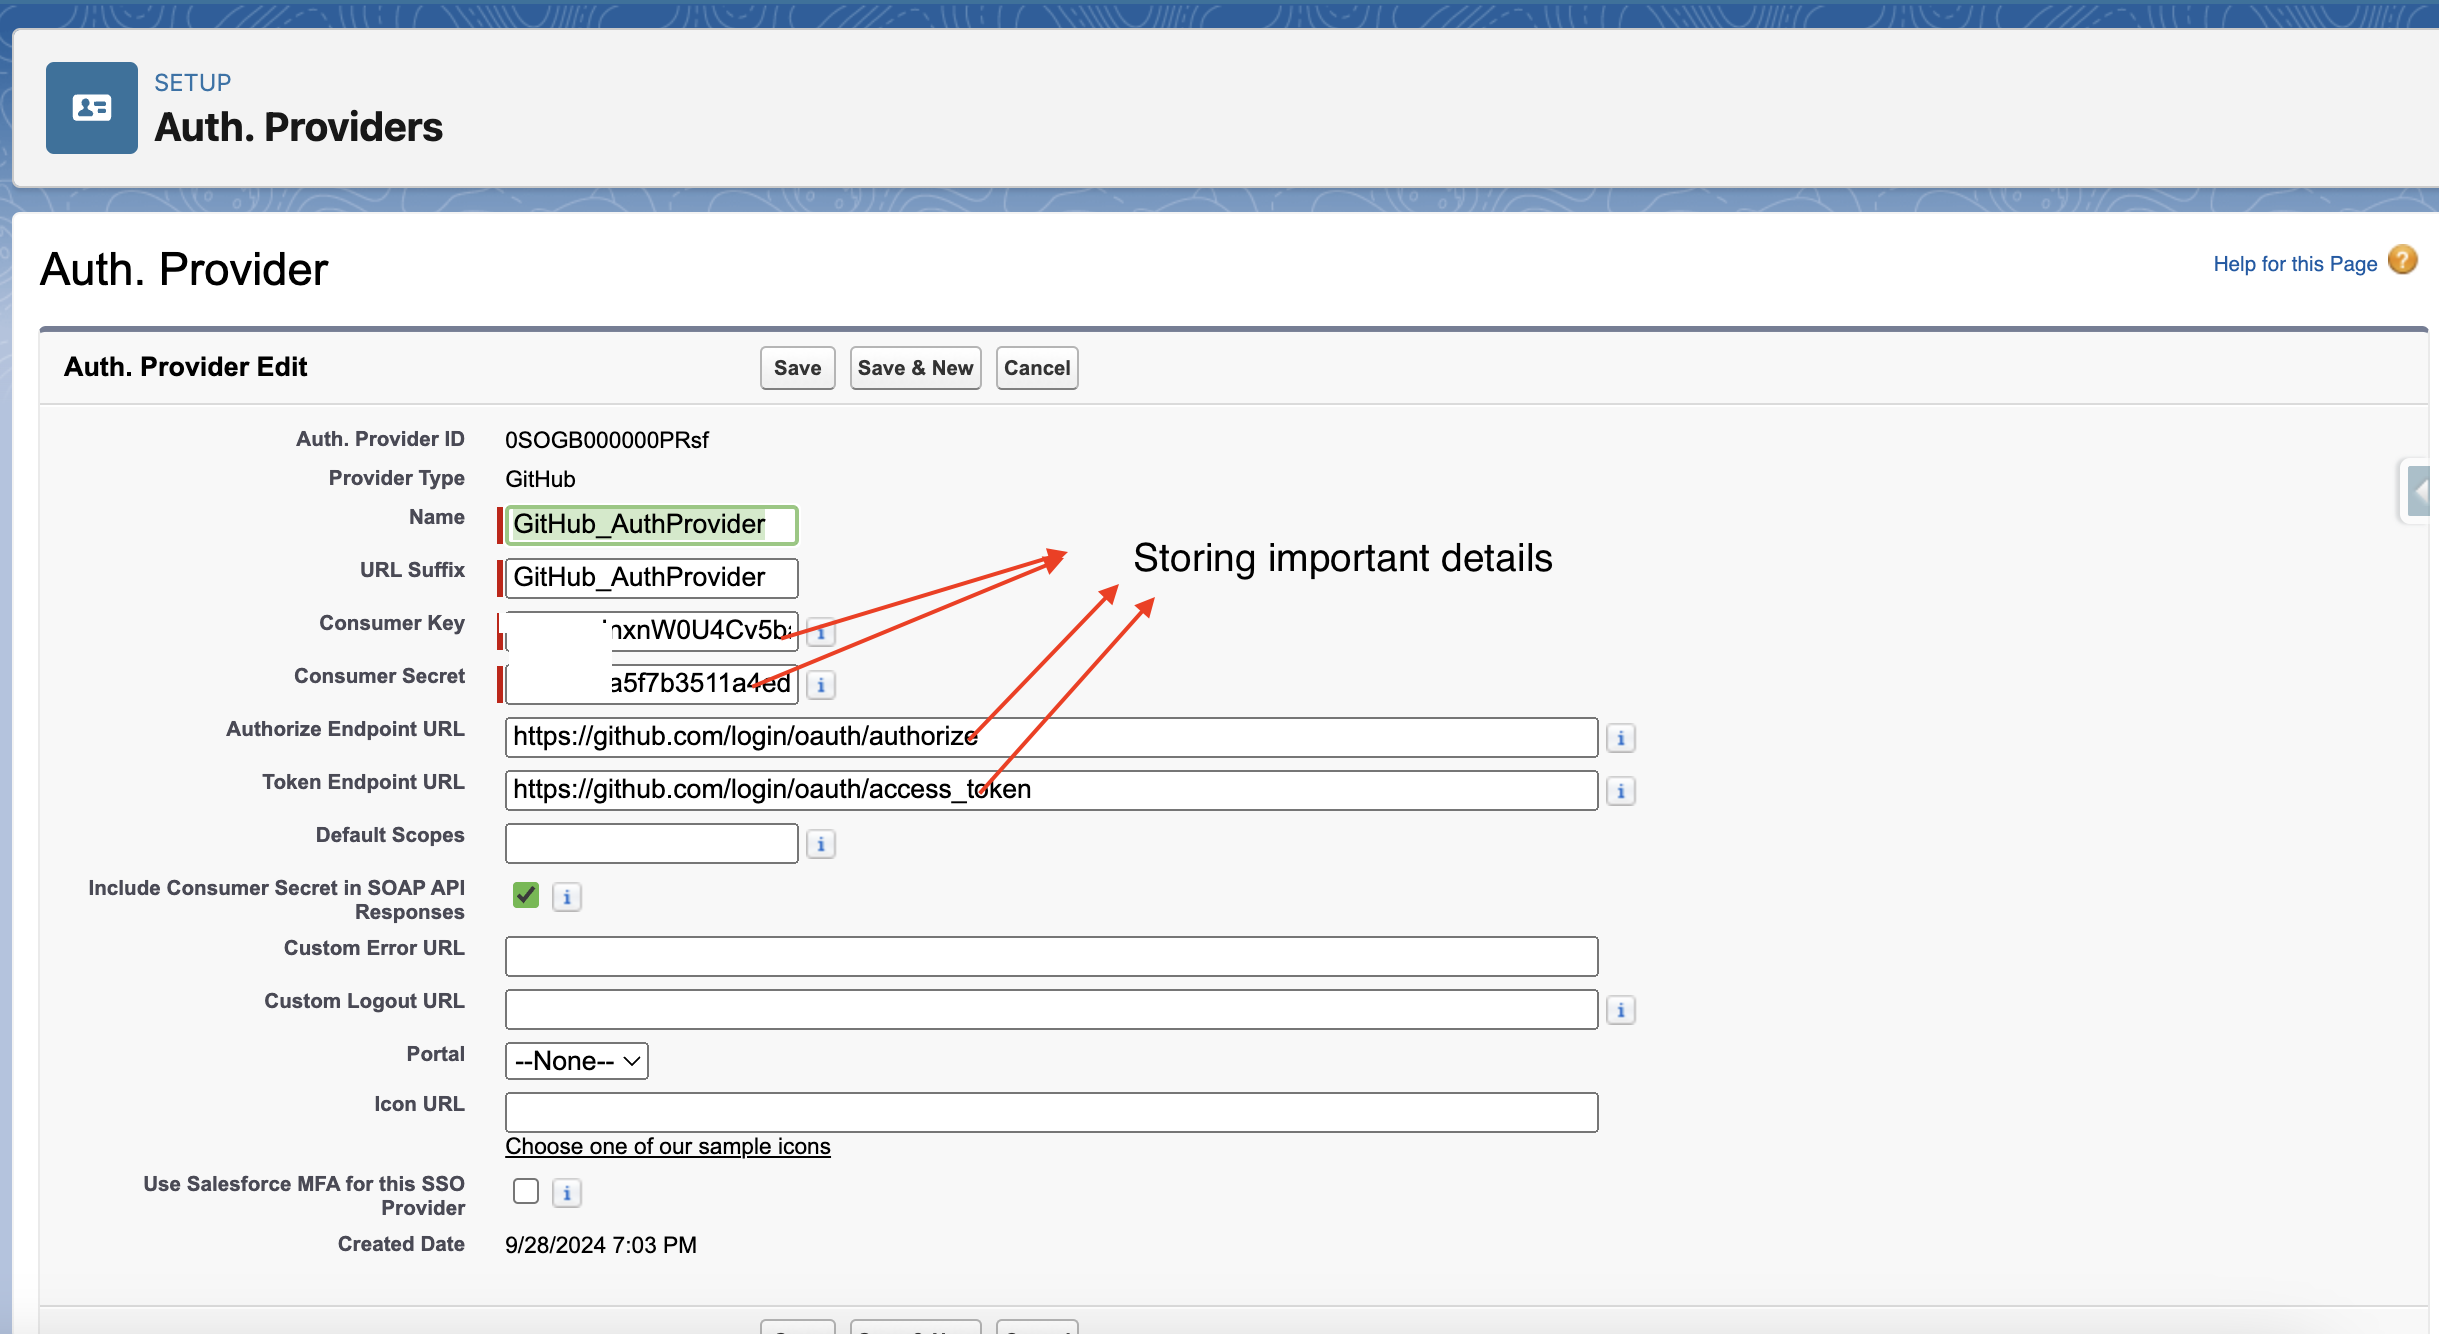 SETUP
Auth. Providers
Auth. Provider
Help for this Page
Auth. Provider Edit
Save
Save & New
Cancel
Auth. Provider ID
0SOGB000000PRsf
Provider Type
GitHub
Name
GitHub_AuthProvider
Storing important details
URL Suffix
GitHub_AuthProvider
Consumer Key
nxnW0U4Cv5b
Consumer Secret
a5f7b3511a4ed
Authorize Endpoint URL
https://github.com/login/oauth/authorize
Token Endpoint URL
https://github.com/login/oauth/access_token
Default Scopes
Include Consumer Secret in SOAP API
Responses
Custom Error URL
Custom Logout URL
Portal
--None--
Icon URL
Choose one of our sample icons
Use Salesforce MFA for this SSO
Provider
Created Date
9/28/2024 7:03 PM